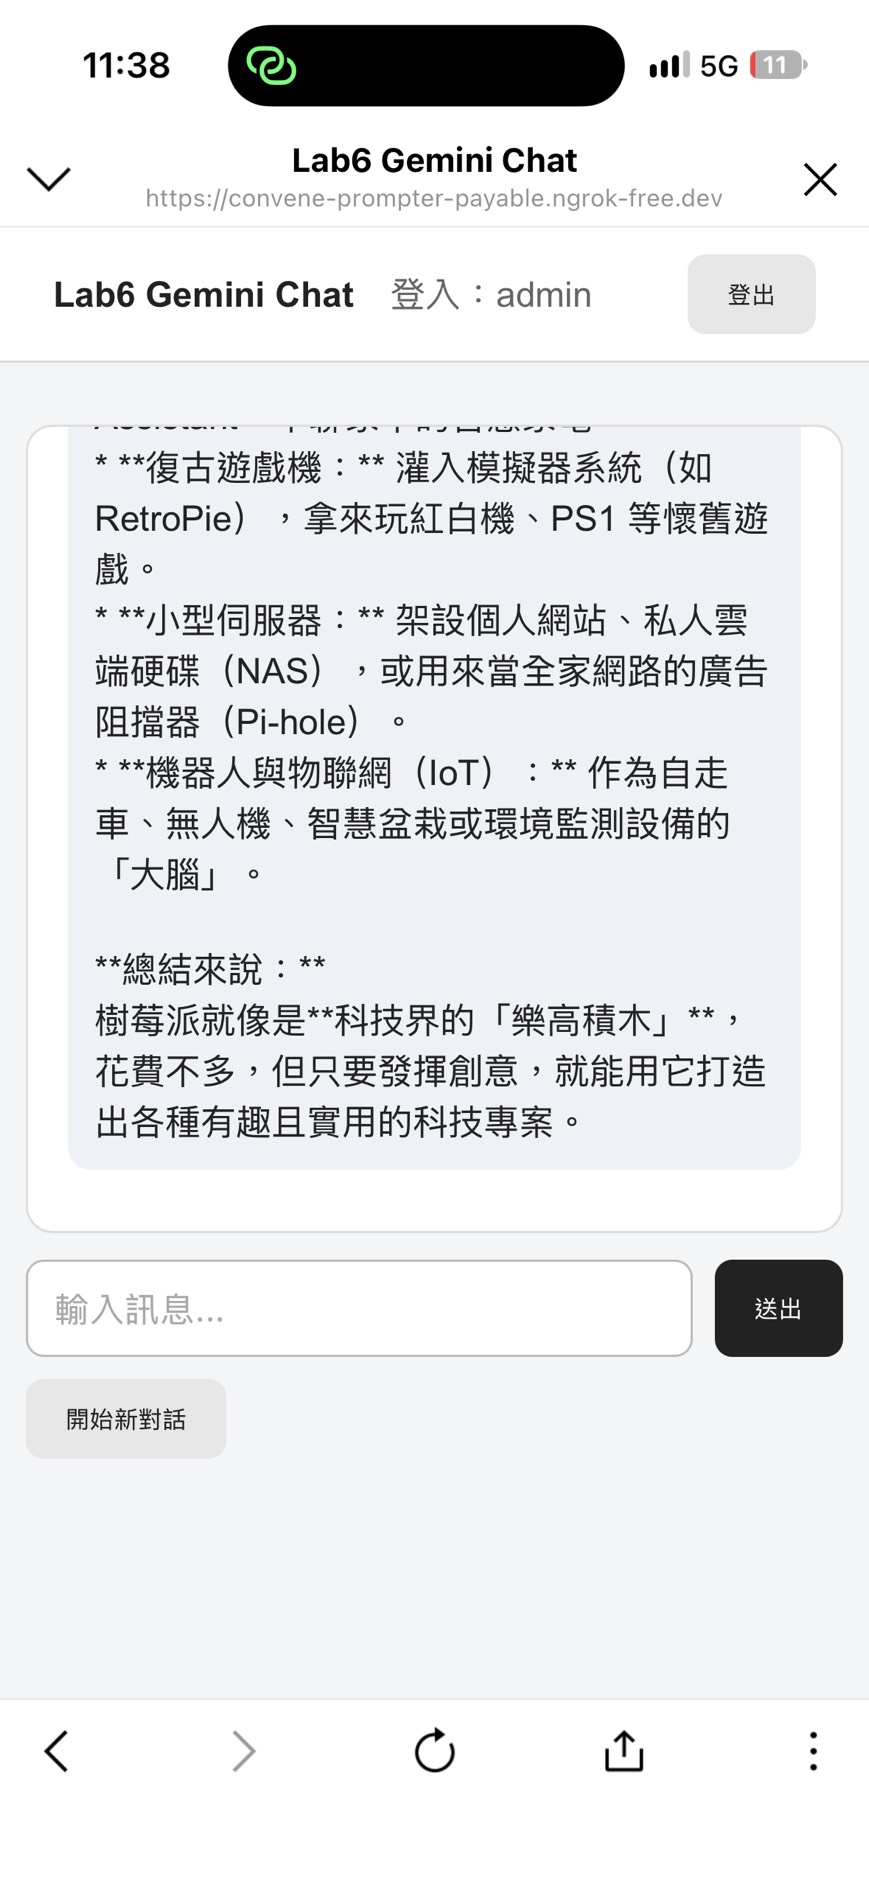 11:38
5G
11
Lab6 Gemini Chat
https://convene-prompter-payable.ngrok-free.dev
Lab6 Gemini Chat 登入：admin
登出
* **復古遊戲機：** 灌入模擬器系統（如
RetroPie），拿來玩紅白機、PS1 等懷舊遊
戲。
* **小型伺服器：** 架設個人網站、私人雲
端硬碟（NAS），或用來當全家網路的廣告
阻擋器（Pi-hole）。
* **機器人與物聯網（IoT）：** 作為自走
車、無人機、智慧盆栽或環境監測設備的
「大腦」。
**總結來說：**
樹莓派就像是**科技界的「樂高積木」**，
花費不多，但只要發揮創意，就能用它打造
出各種有趣且實用的科技專案。
輸入訊息...
送出
開始新對話